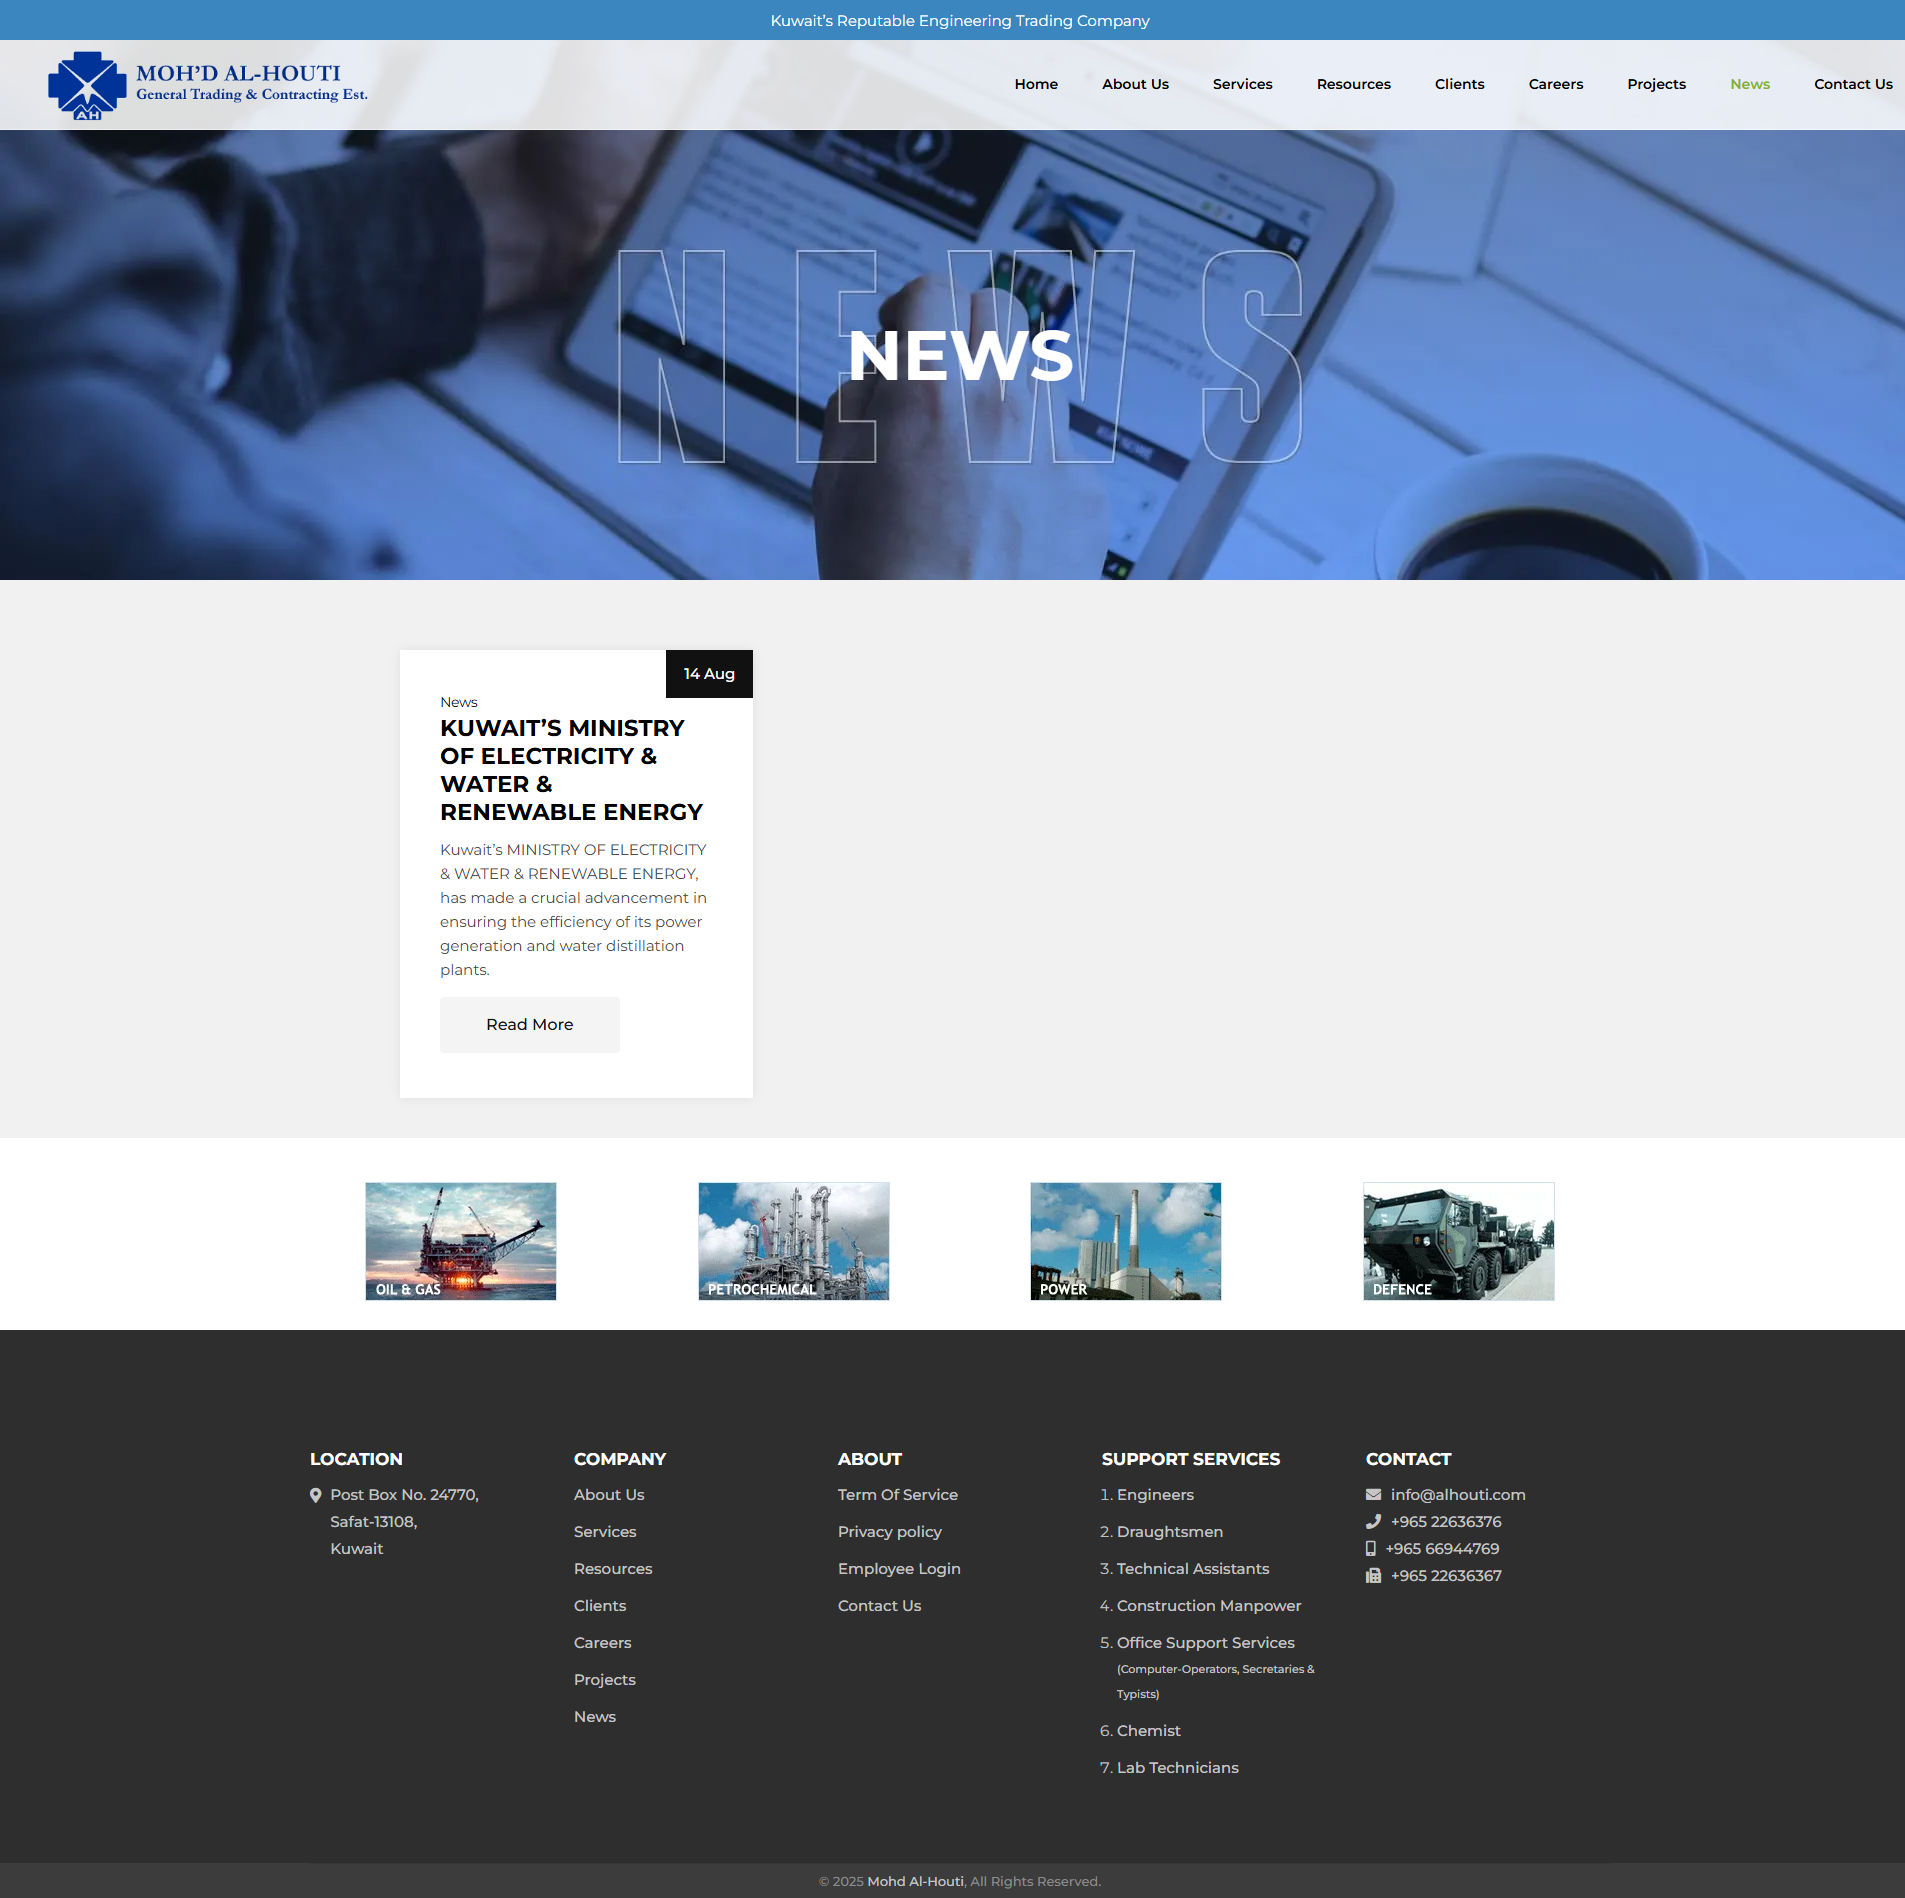 Kuwait’s Reputable Engineering Trading Company
MOH’D AL-HOUTI
General Trading & Contracting Est.
AH
Home
About Us
Services
Resources
Clients
Careers
Projects
News
Contact Us
NEWS
NEWS
14 Aug
News
KUWAIT’S MINISTRY
OF ELECTRICITY &
WATER &
RENEWABLE ENERGY
Kuwait’s MINISTRY OF ELECTRICITY
& WATER & RENEWABLE ENERGY,
has made a crucial advancement in
ensuring the efficiency of its power
generation and water distillation
plants.
Read More
OIL & GAS
PETROCHEMICAL
POWER
DEFENCE
LOCATION
Post Box No. 24770,
Safat-13108,
Kuwait
COMPANY
About Us
Services
Resources
Clients
Careers
Projects
News
ABOUT
Term Of Service
Privacy policy
Employee Login
Contact Us
SUPPORT SERVICES
1. Engineers
2. Draughtsmen
3. Technical Assistants
4. Construction Manpower
5. Office Support Services
(Computer-Operators, Secretaries &
Typists)
6. Chemist
7. Lab Technicians
CONTACT
info@alhouti.com
+965 22636376
+965 66944769
+965 22636367
© 2025 Mohd Al-Houti, All Rights Reserved.